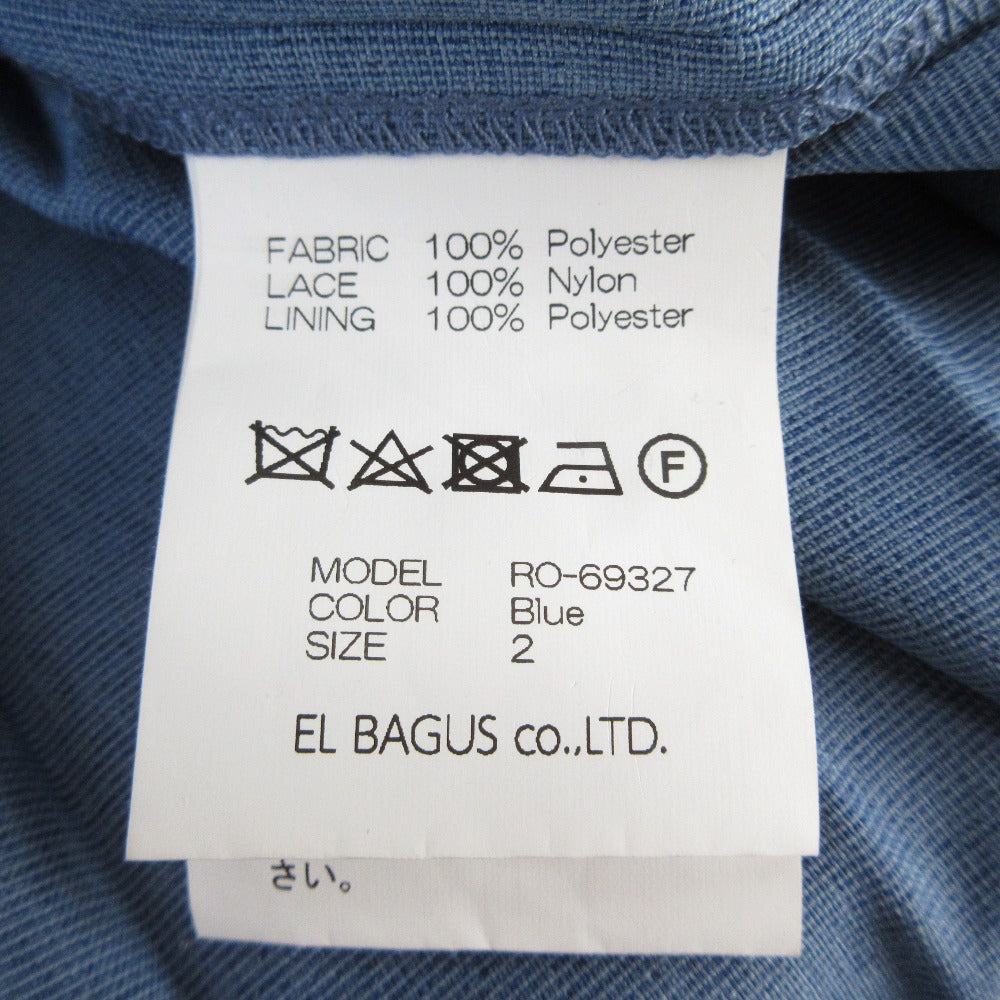 FABRIC 100% Polyester
LACE 100% Nylon
LINING 100% Polyester
F
MODEL RO-69327
COLOR Blue
SIZE 2
EL BAGUS co.,LTD.
さい。